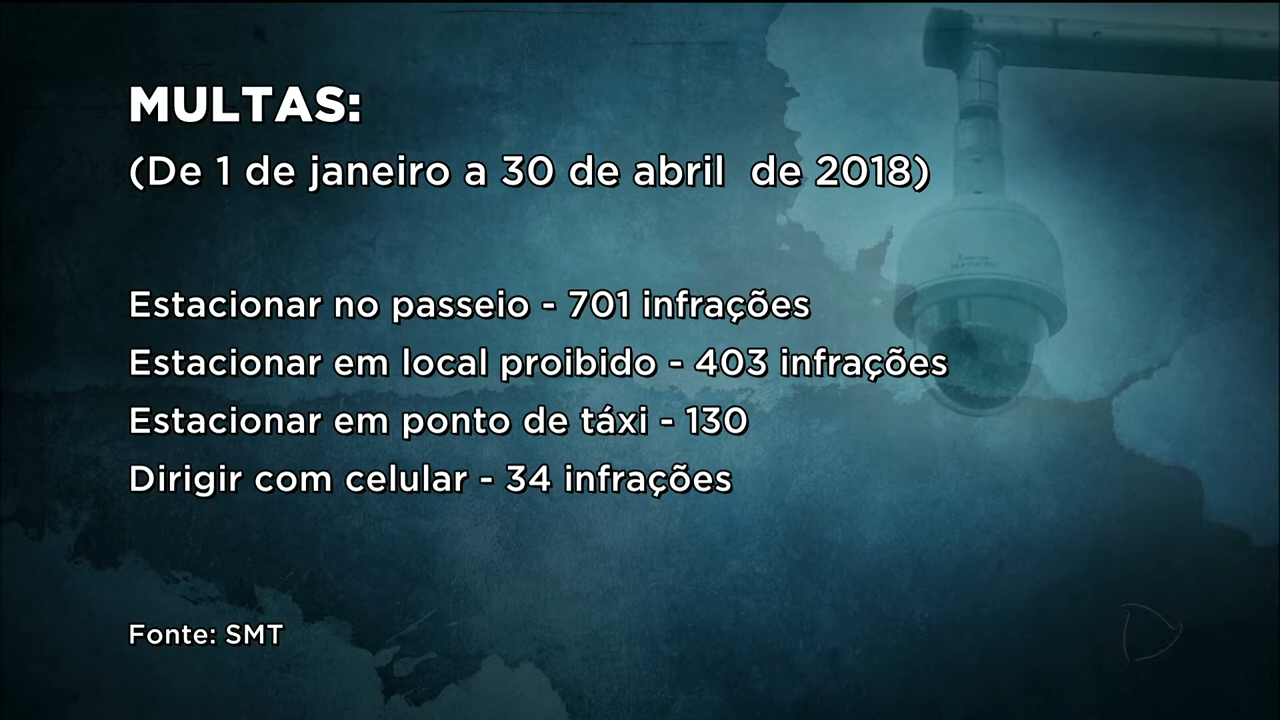 MULTAS:
(De 1 de janeiro a 30 de abril de 2018)
Estacionar no passeio - 701 infrações
Estacionar em local proibido - 403 infrações
Estacionar em ponto de táxi - 130
Dirigir com celular - 34 infrações
Fonte: SMT